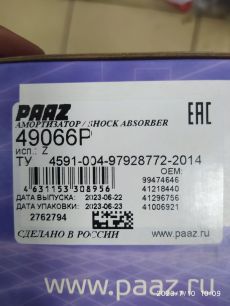 PAAZ
АМОРТИЗАТОР / SHOCK ABSORBER
49066P
исп.: Z
ТУ 4591-004-97928772-2014
OEM:
99474646
41218440
41296756
41006921
4 631153 308956
ДАТА ВЫПУСКА: 2023-06-22
ДАТА УПАКОВКИ: 2023-06-23
2762794
СДЕЛАНО В РОССИИ
www.paaz.ru
EAC
www.paaz.ru